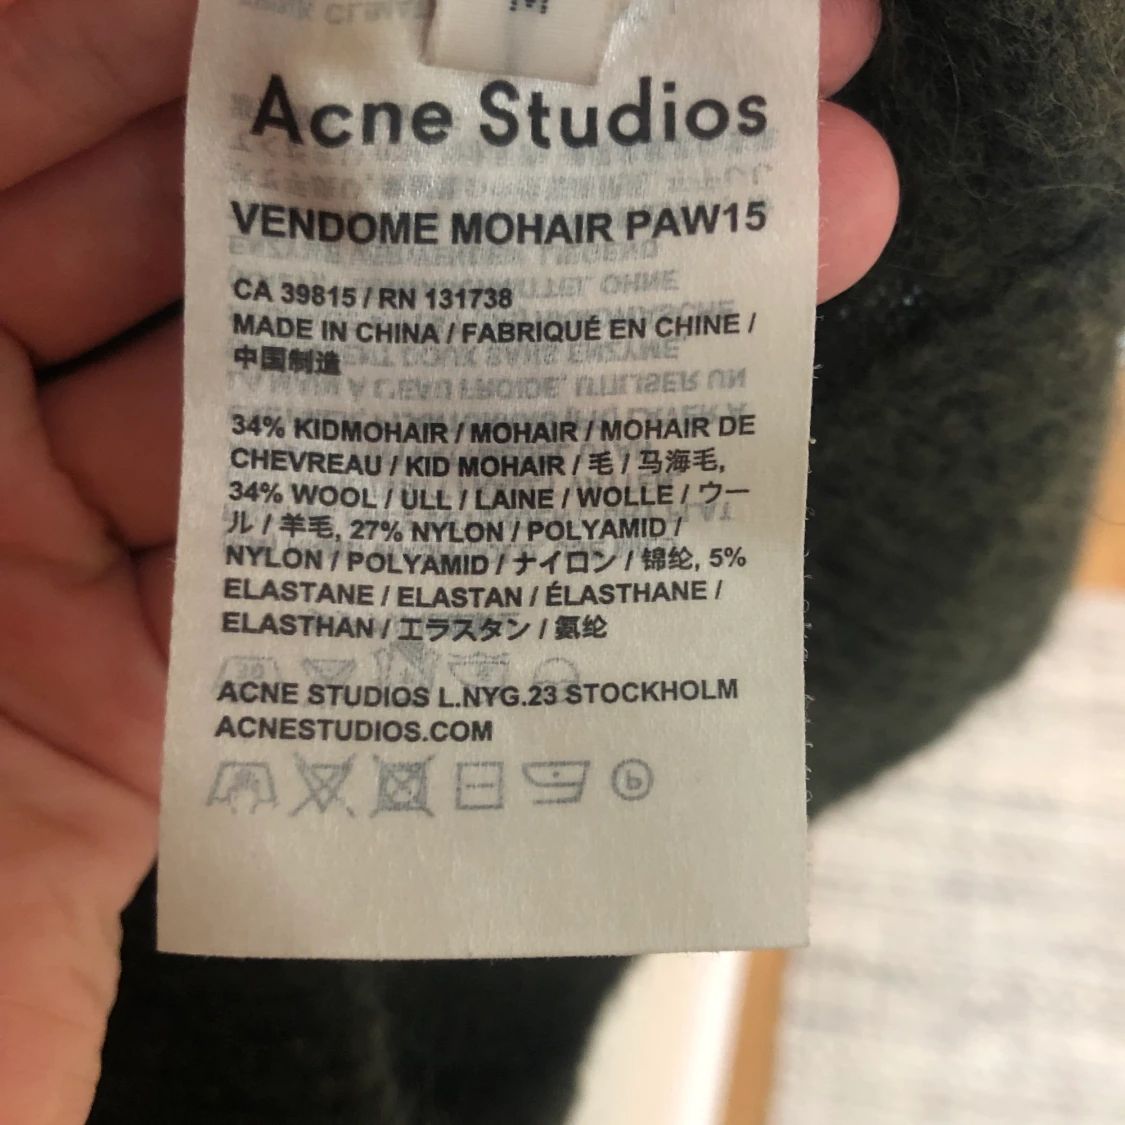 M
Acne Studios
VENDOME MOHAIR PAW15
CA 39815 / RN 131738
MADE IN CHINA / FABRIQUÉ EN CHINE /
中国制造
34% KIDMOHAIR / MOHAIR / MOHAIR DE
CHEVREAU / KID MOHAIR / 毛 / 马海毛,
34% WOOL / ULL / LAINE / WOLLE / ウー
ル / 羊毛, 27% NYLON / POLYAMID /
NYLON / POLYAMID / ナイロン / 锦纶, 5%
ELASTANE / ELASTAN / ÉLASTHANE /
ELASTHAN / エラスタン / 氨纶
ACNE STUDIOS L.NYG.23 STOCKHOLM
ACNESTUDIOS.COM
P